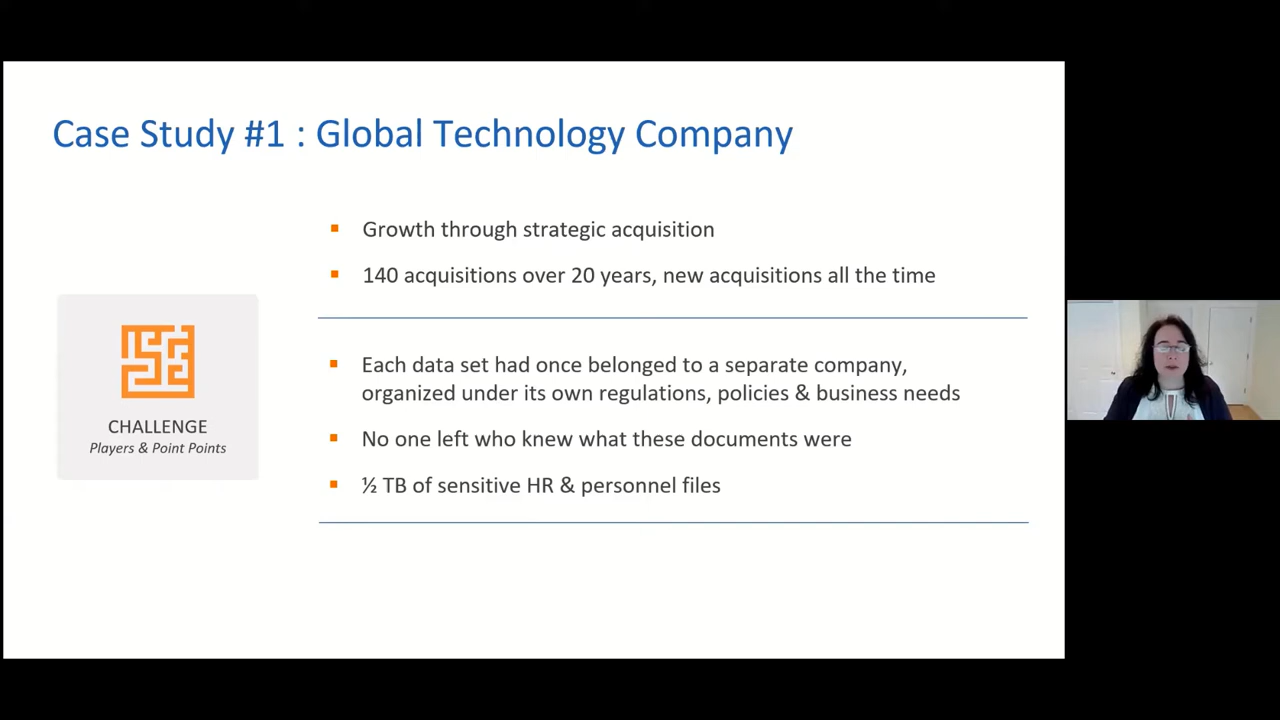 Case Study #1 : Global Technology Company
▪ Growth through strategic acquisition
▪ 140 acquisitions over 20 years, new acquisitions all the time
CHALLENGE
Players & Point Points
▪ Each data set had once belonged to a separate company,
organized under its own regulations, policies & business needs
▪ No one left who knew what these documents were
▪ ½ TB of sensitive HR & personnel files